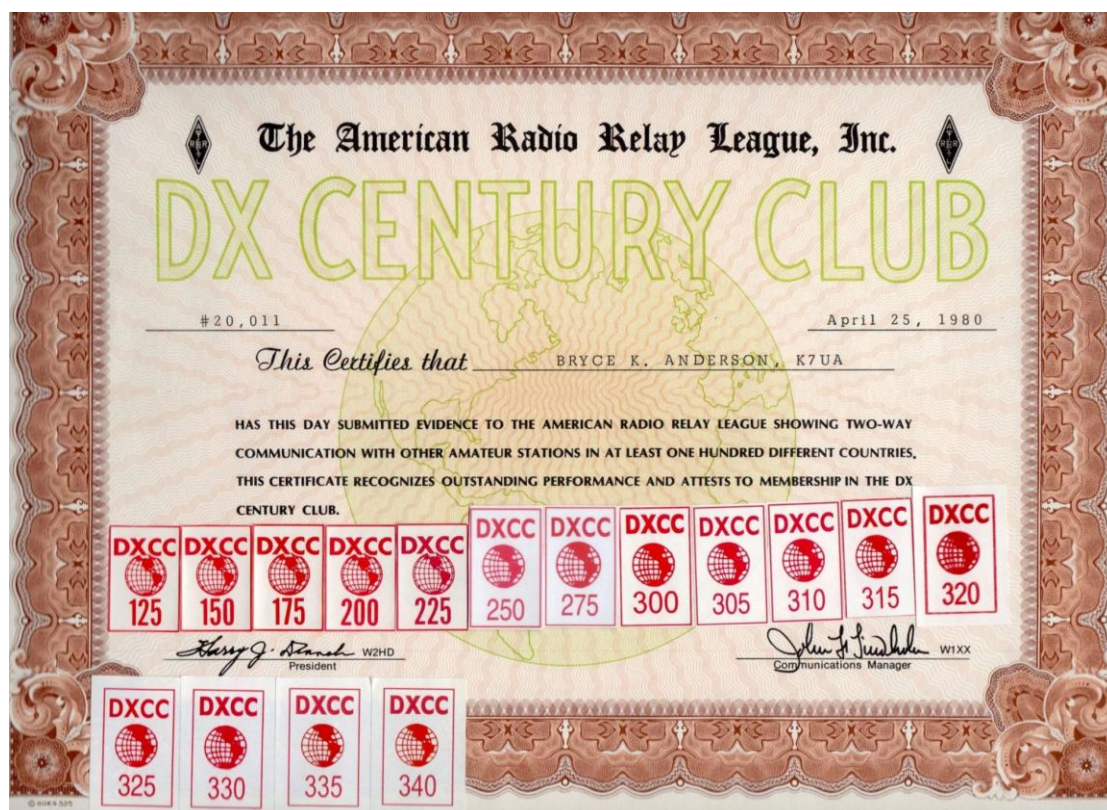 The American Radio Relay League, Inc.
DX CENTURY CLUB
#20,011
April 25, 1980
This Certifies that BRYCE K. ANDERSON, K7UA
HAS THIS DAY SUBMITTED EVIDENCE TO THE AMERICAN RADIO RELAY LEAGUE SHOWING TWO-WAY
COMMUNICATION WITH OTHER AMATEUR STATIONS IN AT LEAST ONE HUNDRED DIFFERENT COUNTRIES.
THIS CERTIFICATE RECOGNIZES OUTSTANDING PERFORMANCE AND ATTESTS TO MEMBERSHIP IN THE DX
CENTURY CLUB.
DXCC DXCC DXCC DXCC DXCC DXCC DXCC DXCC DXCC DXCC DXCC DXCC
125 150 175 200 225 250 275 300 305 310 315 320
Harry J. W2HD
President
John W1XX
Communications Manager
DXCC DXCC DXCC DXCC
325 330 335 340